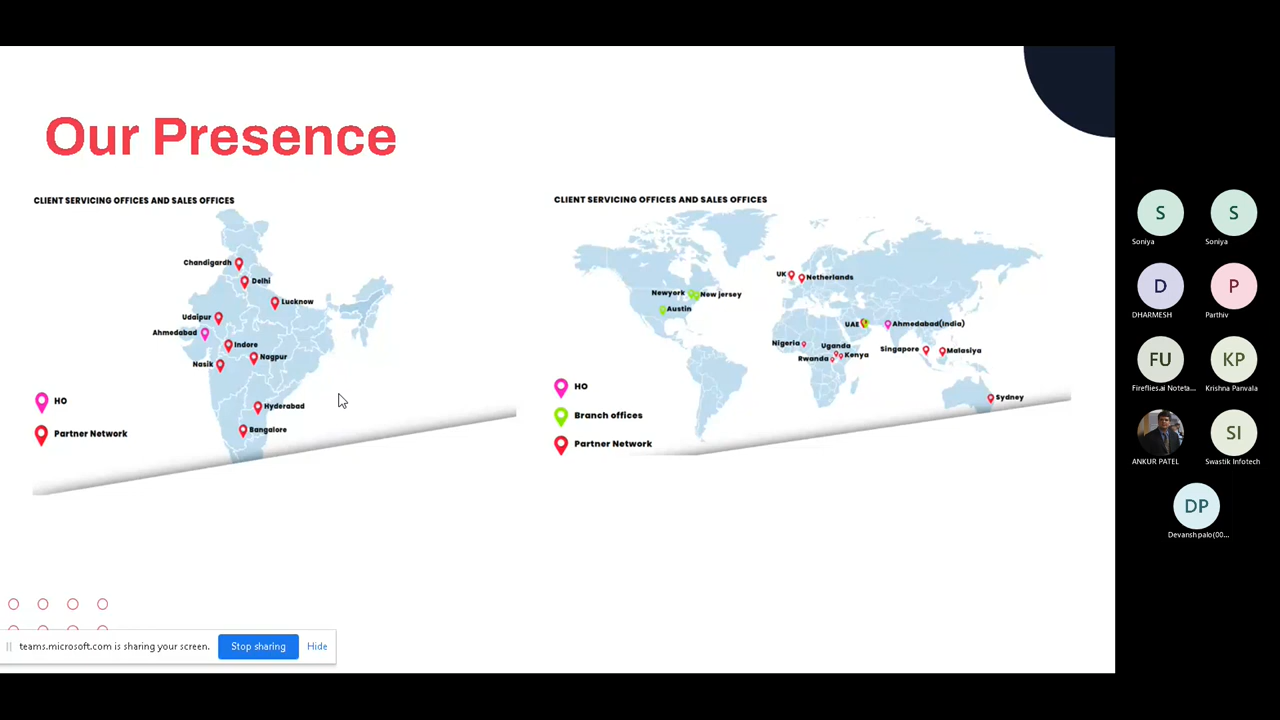 Our Presence
CLIENT SERVICING OFFICES AND SALES OFFICES
Chandigardh
Delhi
Lucknow
Udaipur
Ahmedabad
Indore
Nagpur
Nasik
Hyderabad
Bangalore
HO
Partner Network
CLIENT SERVICING OFFICES AND SALES OFFICES
UK
Netherlands
Newyork
New jersey
Austin
UAE
Ahmedabad(India)
Nigeria
Uganda
Rwanda
Kenya
Singapore
Malasiya
Sydney
HO
Branch offices
Partner Network
teams.microsoft.com is sharing your screen.
Stop sharing
Hide
S
Soniya
S
Soniya
D
DHARMESH
P
Parthiv
FU
Fireflies.ai Noteta...
KP
Krishna Panvala
ANKUR PATEL
SI
Swastik Infotech
DP
Devansh palo(00...